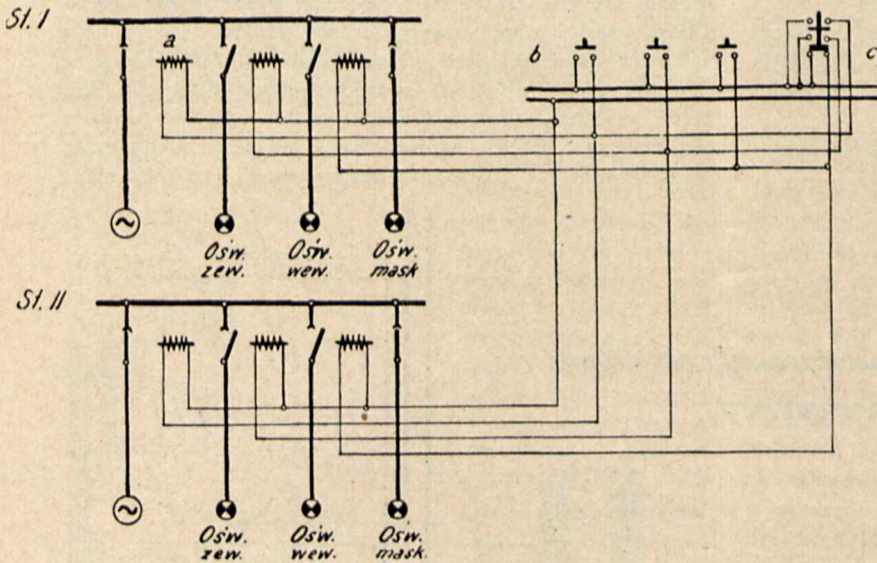 St. I
a
b
c
Ośw.
zew.
Ośw.
wew.
Ośw.
mask
St. II
Ośw.
zew.
Ośw.
wew.
Ośw.
mask.